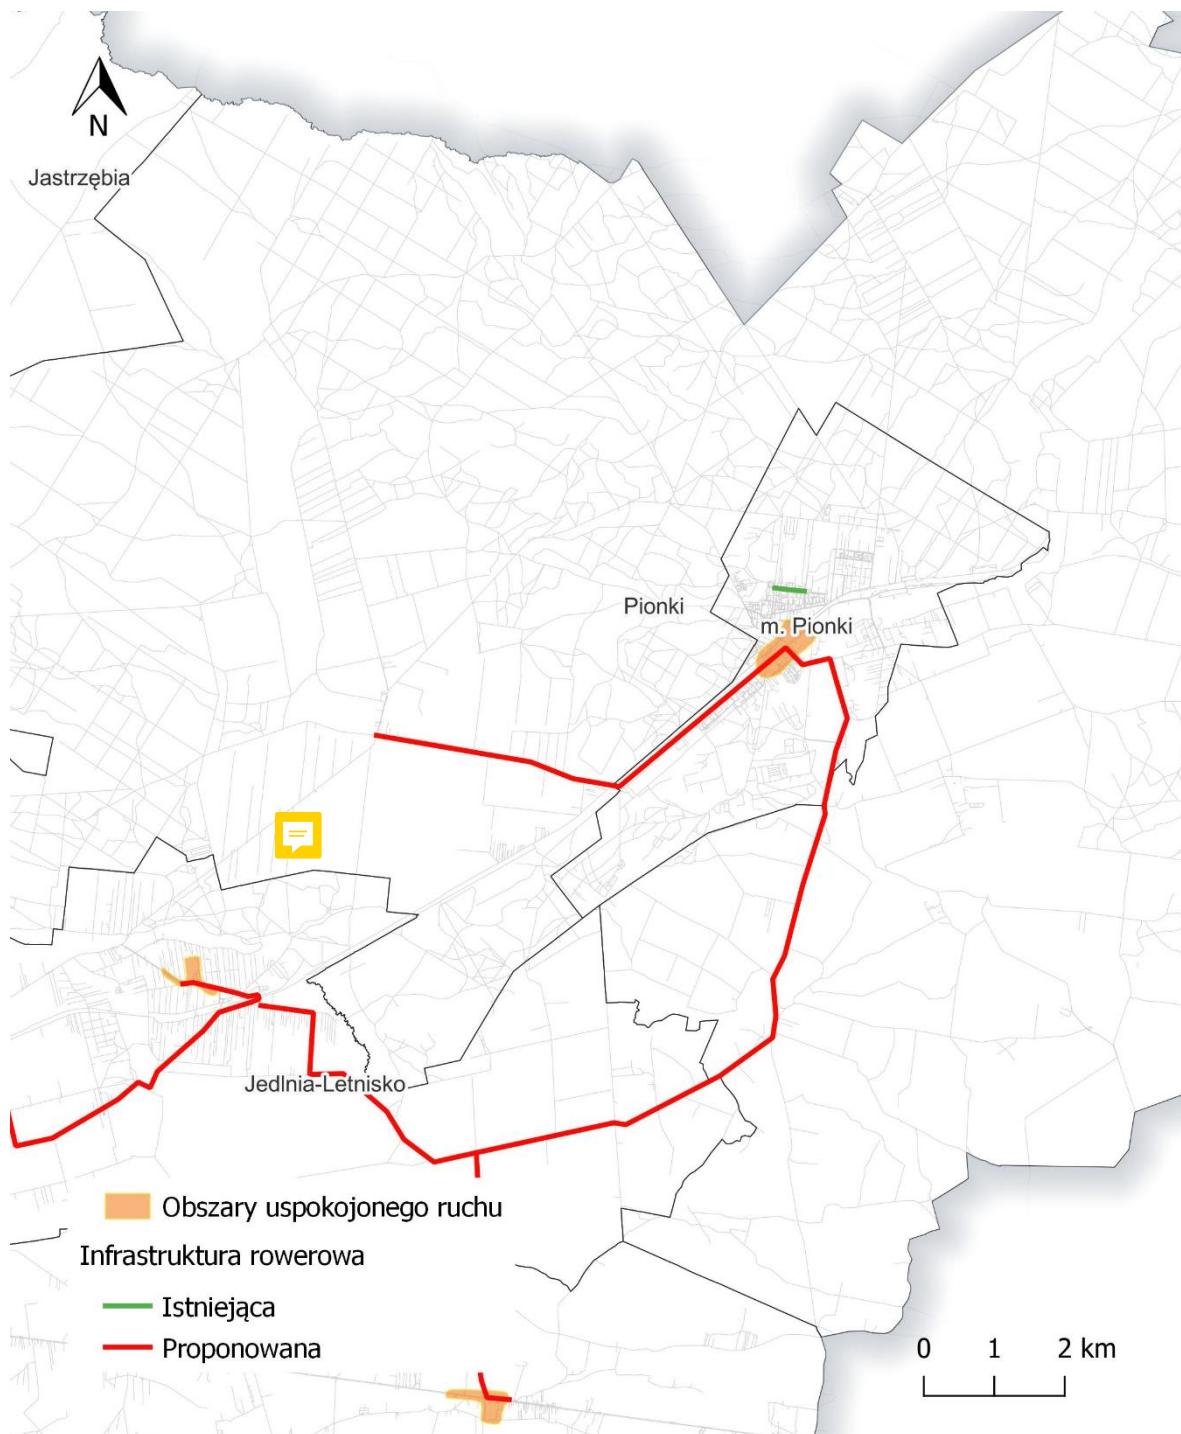 N
Jastrzębia
Pionki
m. Pionki
Jedlnia-Letnisko
Obszary uspokojonego ruchu
Infrastruktura rowerowa
Istniejąca
Proponowana
0 1 2 km